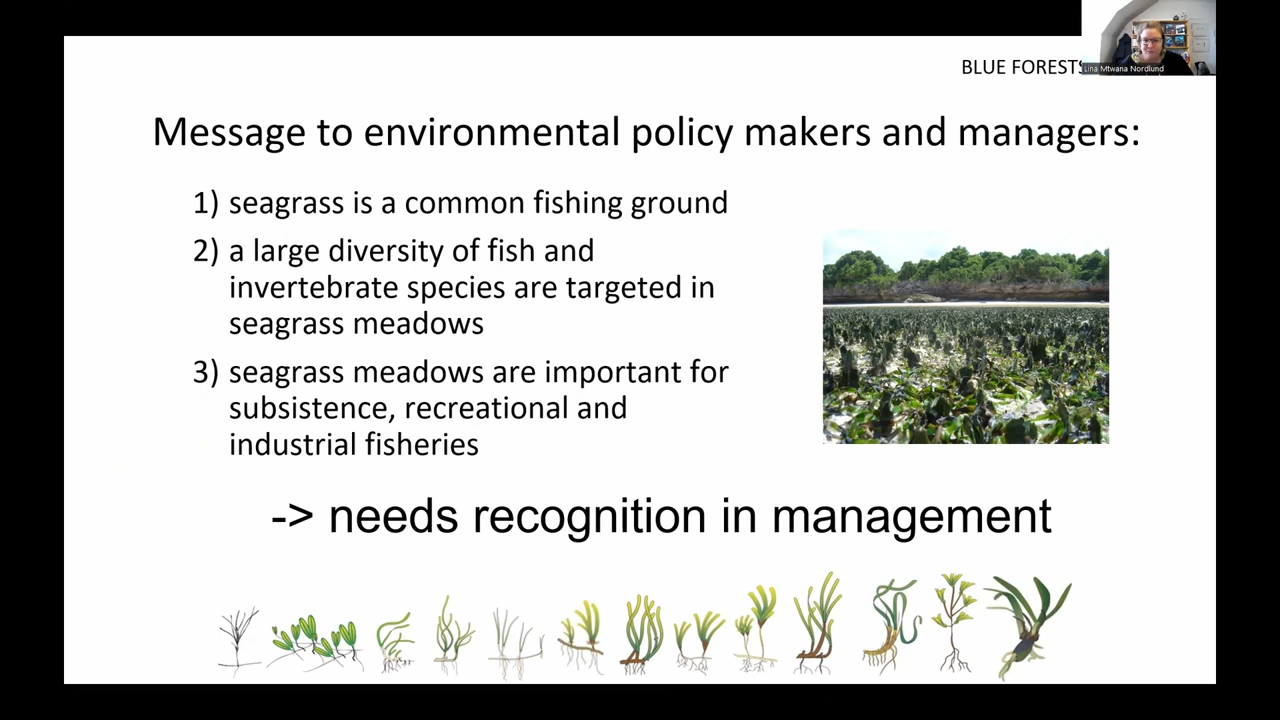 BLUE FORESTS
Lina Mtwana Nordlund
Message to environmental policy makers and managers:
1) seagrass is a common fishing ground
2) a large diversity of fish and
invertebrate species are targeted in
seagrass meadows
3) seagrass meadows are important for
subsistence, recreational and
industrial fisheries
-> needs recognition in management